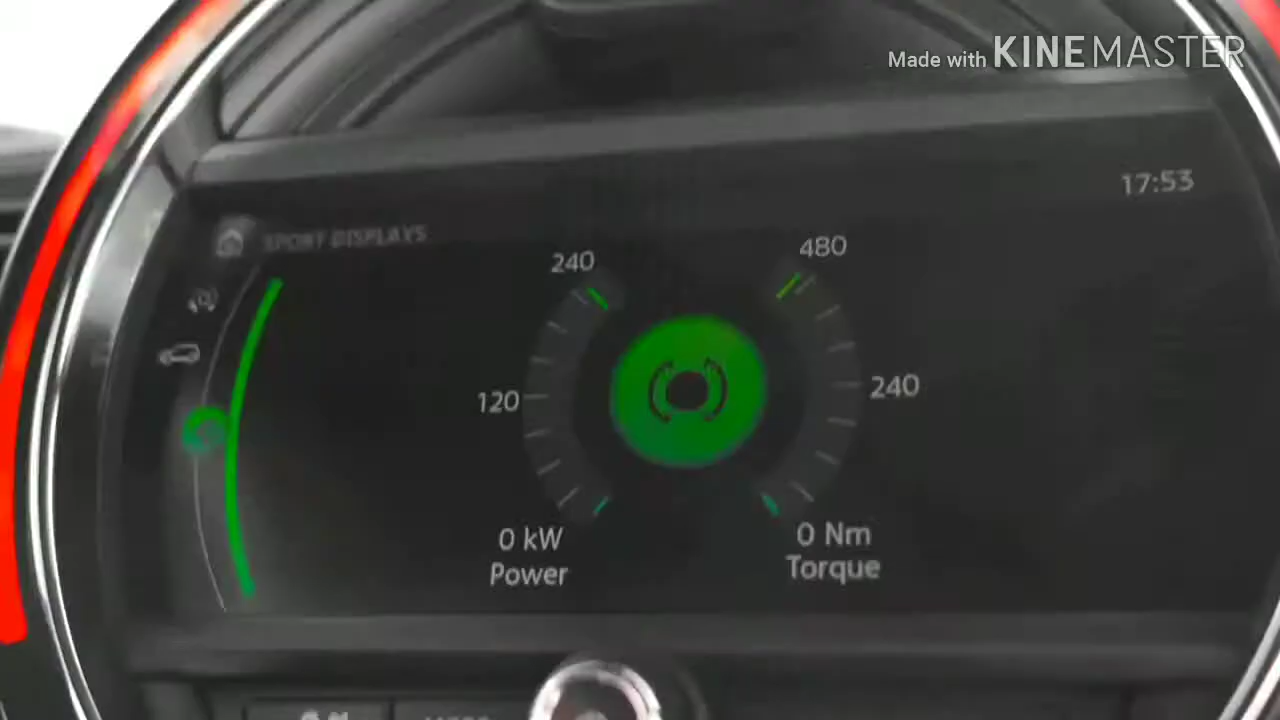 Made with KINEMASTER
17:53
SPORT DISPLAYS
240
480
120
240
0 kW
Power
0 Nm
Torque